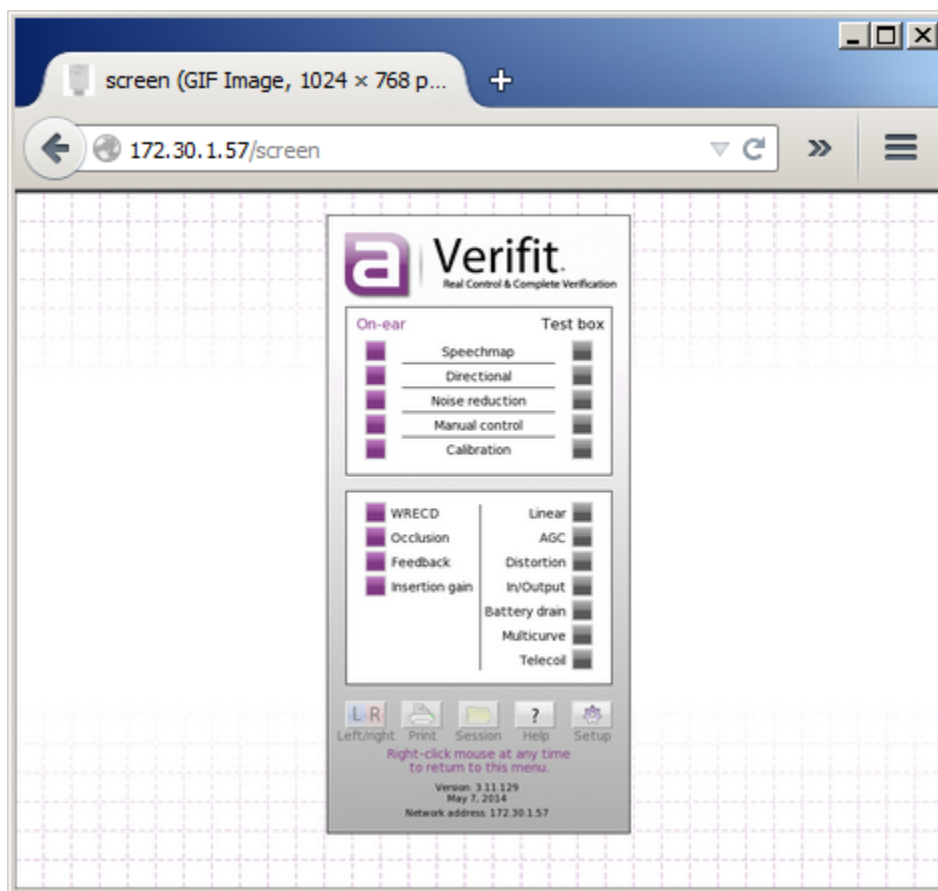 screen (GIF Image, 1024 × 768 p...
172.30.1.57/screen
a Verifit.
Real Control & Complete Verification
On-ear Test box
Speechmap
Directional
Noise reduction
Manual control
Calibration
WRECD Linear
Occlusion AGC
Feedback Distortion
Insertion gain In/Output
Battery drain
Multicurve
Telecoil
L R ?
Left/right Print Session Help Setup
Right-click mouse at any time
to return to this menu.
Version: 3.11.129
May 7, 2014
Network address: 172.30.1.57